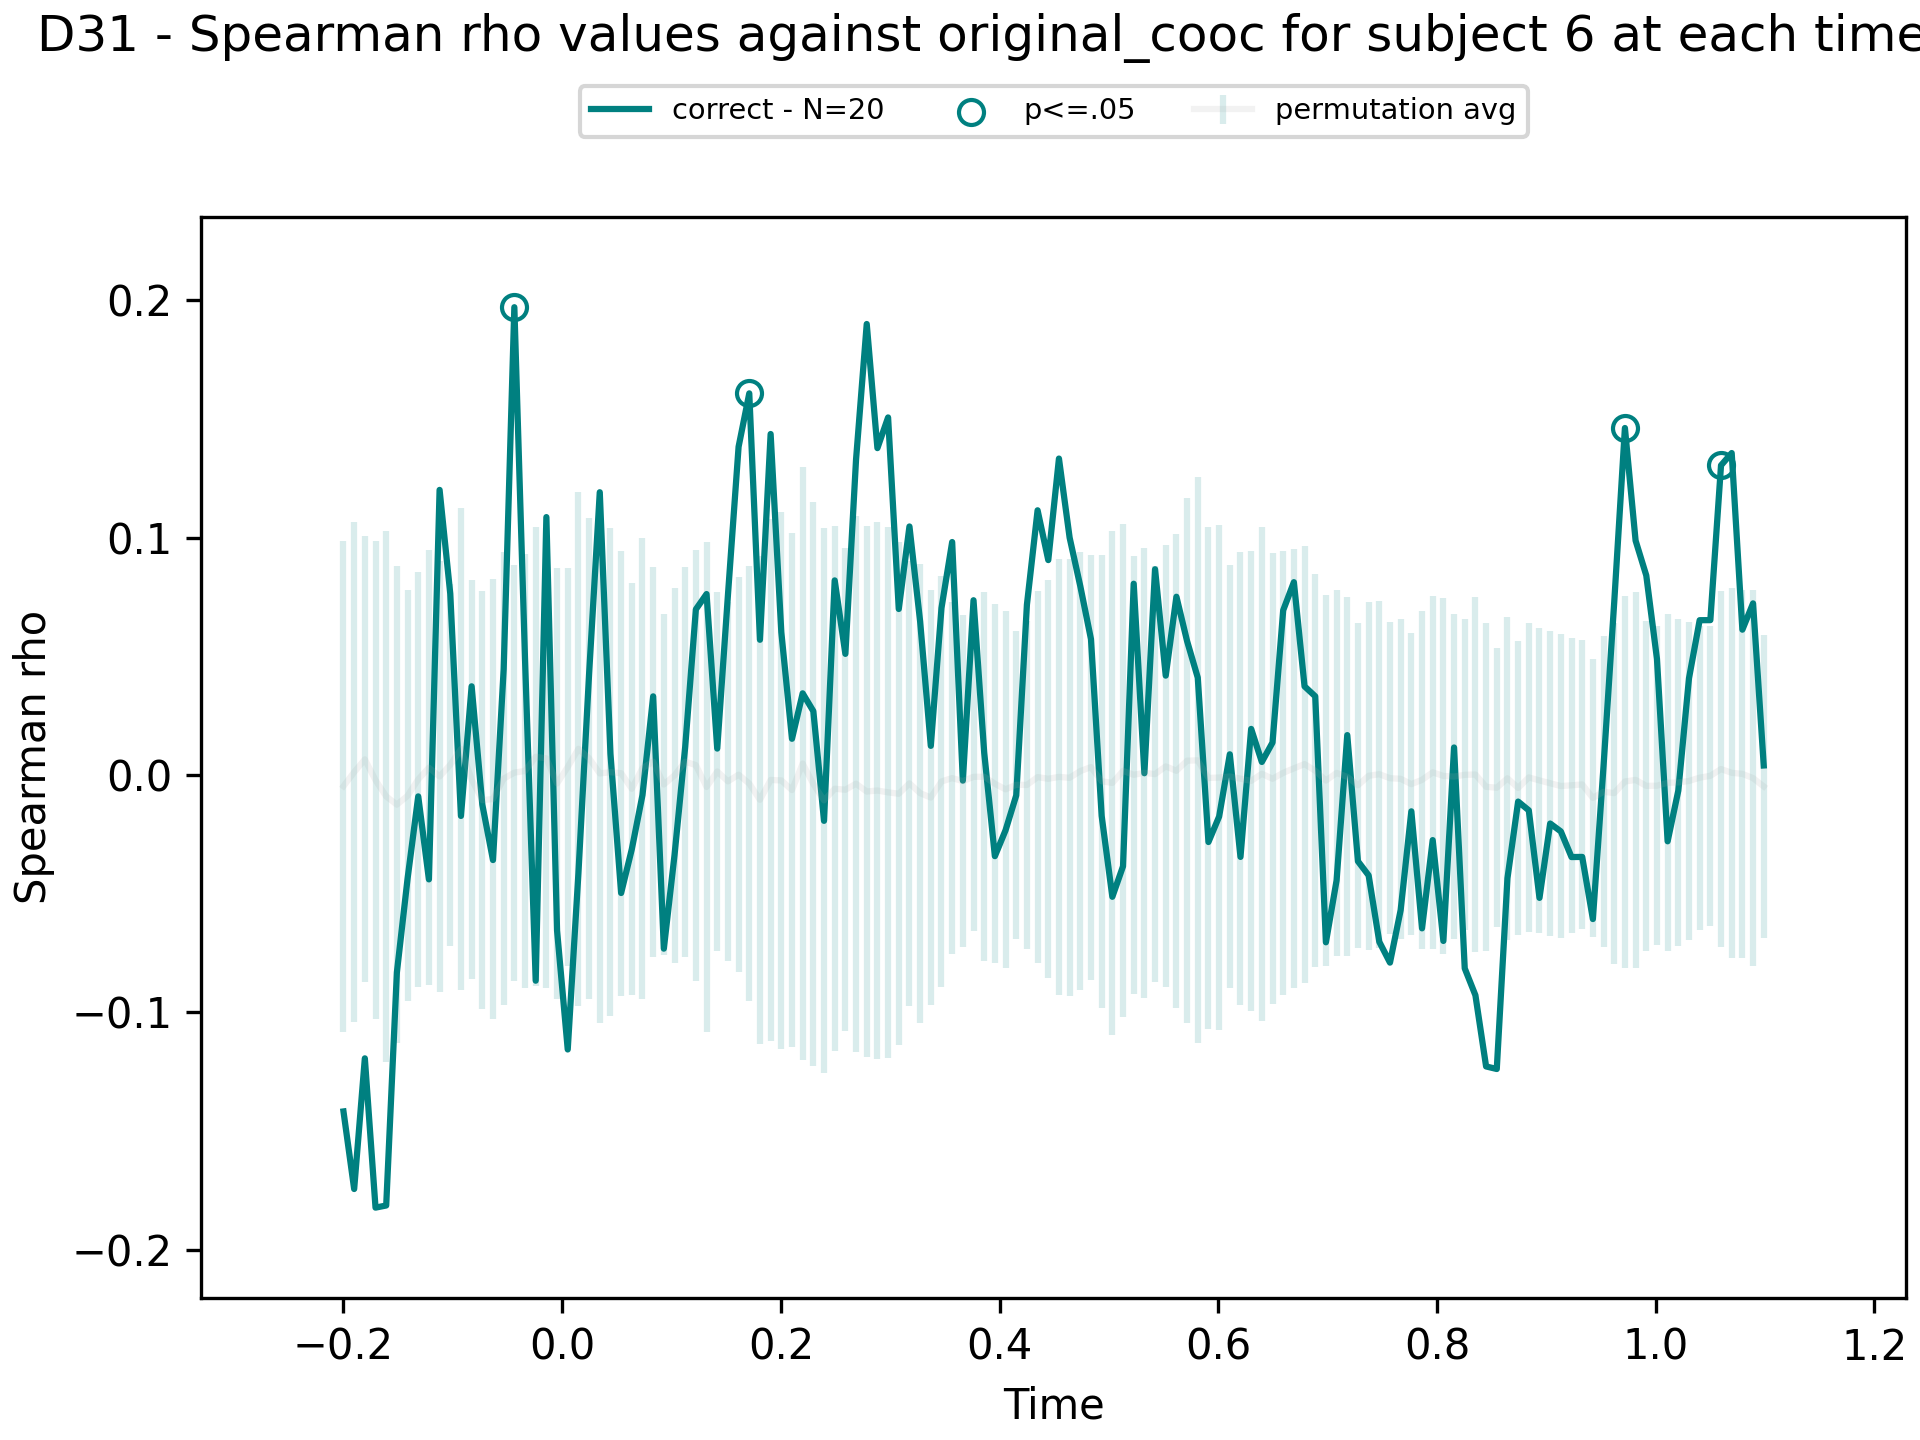 D31 - Spearman rho values against original_cooc for subject 6 at each time
correct - N=20 p<=.05 permutation avg
Spearman rho
0.2
0.1
0.0
−0.1
−0.2
−0.2 0.0 0.2 0.4 0.6 0.8 1.0 1.2
Time